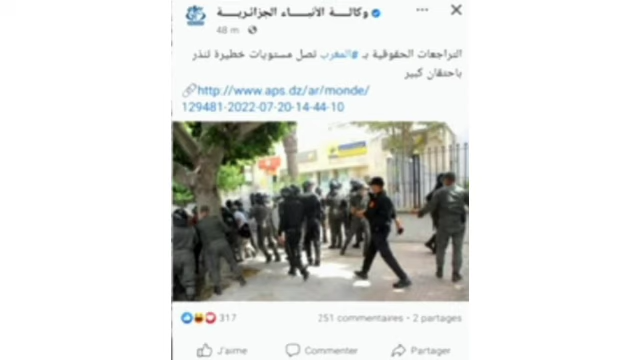 وكالة الأنباء الجزائرية
48 m
التراجعات الحقوقية بـ #المغرب تصل مستويات خطيرة تنذر
باحتقان كبير
http://www.aps.dz/ar/monde/
129481-2022-07-20-14-44-10
317
251 commentaires • 2 partages
J'aime
Commenter
Partager